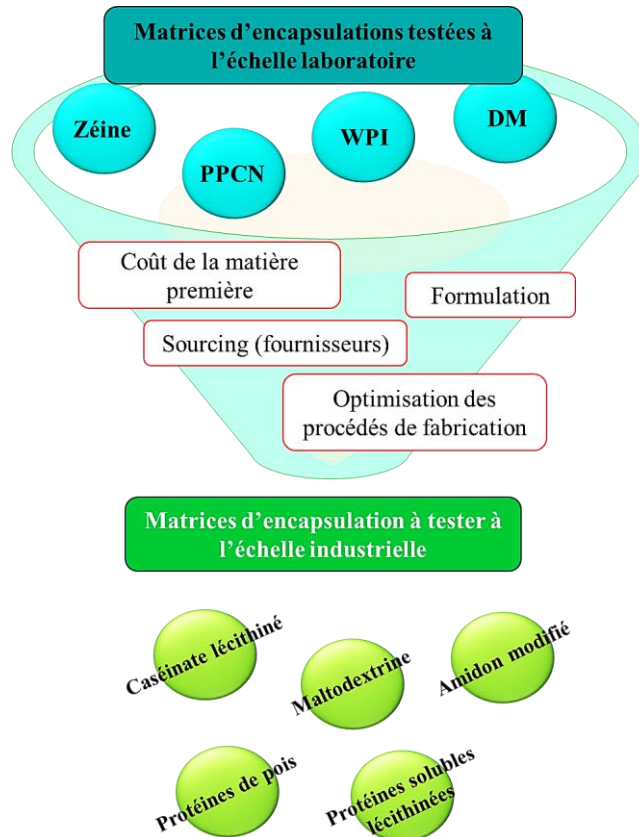 Matrices d’encapsulations testées à
l’échelle laboratoire
Zéine
PPCN
WPI
DM
Coût de la matière
première
Formulation
Sourcing (fournisseurs)
Optimisation des
procédés de fabrication
Matrices d’encapsulation à tester à
l’échelle industrielle
Caséinate lécithiné
Maltodextrine
Amidon modifié
Protéines de pois
Protéines solubles
lécithinées